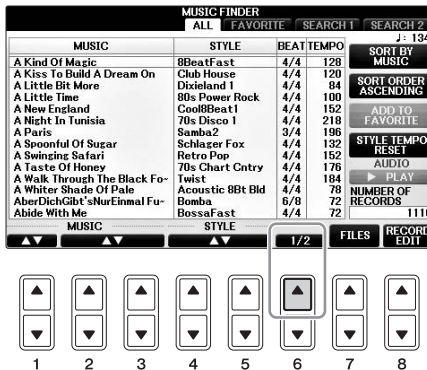 MUSIC FINDER
ALL FAVORITE SEARCH 1 SEARCH 2
♩: 134
MUSIC STYLE BEAT TEMPO
A Kind Of Magic 8BeatFast 4/4 128
A Kiss To Build A Dream On Club House 4/4 120
A Little Bit More Dixieland 1 4/4 84
A Little Time 80s Power Rock 4/4 100
A New England Cool8Beat1 4/4 152
A Night In Tunisia 70s Disco 1 4/4 218
A Paris Samba2 3/4 196
A Spoonful Of Sugar Schlager Fox 4/4 132
A Swinging Safari Retro Pop 4/4 152
A Taste Of Honey 70s Chart Cntry 4/4 176
A Walk Through The Black Fo~ Twist 4/4 184
A Whiter Shade Of Pale Acoustic 8Bt Bld 4/4 78
AberDichGibt'sNurEinmal Fu~ Bomba 6/8 72
Abide With Me BossaFast 4/4 72
SORT BY
MUSIC
SORT ORDER
ASCENDING
ADD TO
FAVORITE
STYLE TEMPO
RESET
AUDIO
▶ PLAY
NUMBER OF
RECORDS
1110
MUSIC STYLE
▲▼ ▲▼ ▲▼ 1/2 FILES RECORD
EDIT
1 2 3 4 5 6 7 8